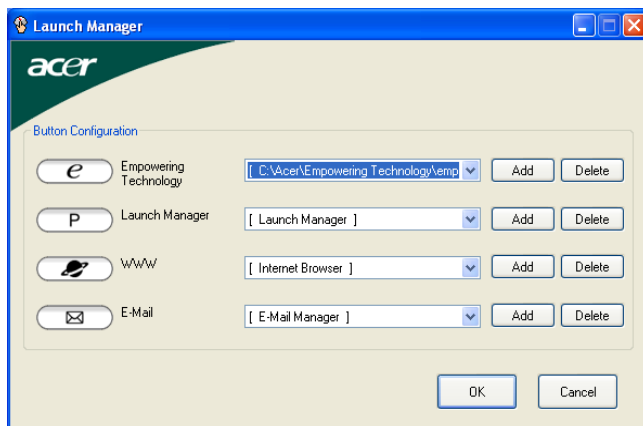 Launch Manager
acer
Button Configuration
e
Empowering
Technology
[ C:\Acer\Empowering Technology\emp
Add
Delete
P
Launch Manager
[ Launch Manager ]
Add
Delete
WWW
[ Internet Browser ]
Add
Delete
E-Mail
[ E-Mail Manager ]
Add
Delete
OK
Cancel